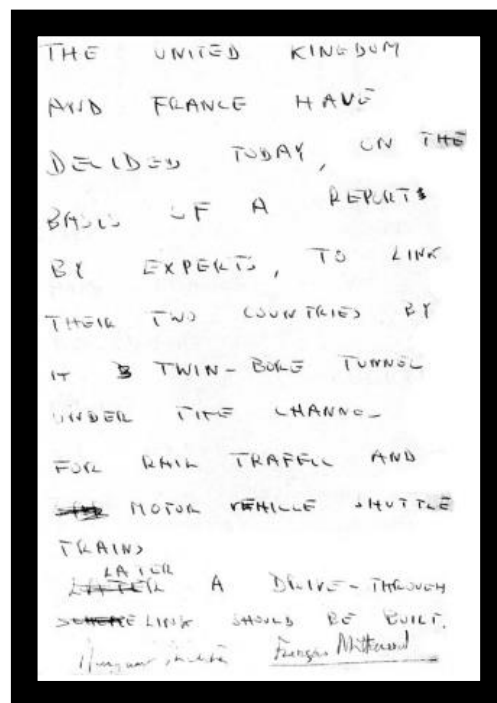 THE UNITED KINGDOM
AND FRANCE HAVE
DECIDED TODAY, ON THE
BASIS OF A REPORT
BY EXPERTS, TO LINK
THEIR TWO COUNTRIES BY
A TWIN-BORE TUNNEL
UNDER THE CHANNEL
FOR RAIL TRAFFIC AND
MOTOR VEHICLE SHUTTLE
TRAINS
LATER
A DRIVE-THROUGH
LINK SHOULD BE BUILT.
François Mitterrand